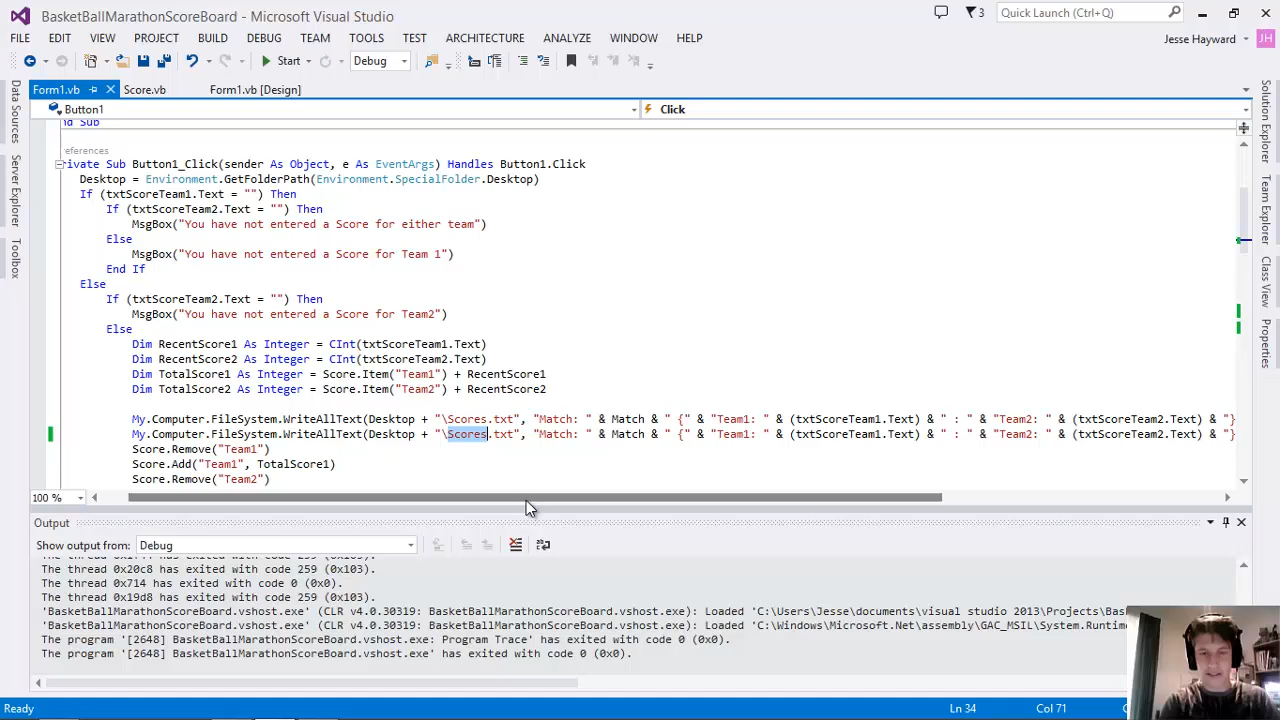 BasketBallMarathonScoreBoard - Microsoft Visual Studio
3
Quick Launch (Ctrl+Q)
FILE EDIT VIEW PROJECT BUILD DEBUG TEAM TOOLS TEST ARCHITECTURE ANALYZE WINDOW HELP
Jesse Hayward JH
Start Debug
Form1.vb Score.vb Form1.vb [Design]
Button1 Click
Data Sources
Server Explorer
Toolbox
Solution Explorer
Team Explorer
Class View
Properties
nd Sub
eferences
rivate Sub Button1_Click(sender As Object, e As EventArgs) Handles Button1.Click
Desktop = Environment.GetFolderPath(Environment.SpecialFolder.Desktop)
If (txtScoreTeam1.Text = "") Then
If (txtScoreTeam2.Text = "") Then
MsgBox("You have not entered a Score for either team")
Else
MsgBox("You have not entered a Score for Team 1")
End If
Else
If (txtScoreTeam2.Text = "") Then
MsgBox("You have not entered a Score for Team2")
Else
Dim RecentScore1 As Integer = CInt(txtScoreTeam1.Text)
Dim RecentScore2 As Integer = CInt(txtScoreTeam2.Text)
Dim TotalScore1 As Integer = Score.Item("Team1") + RecentScore1
Dim TotalScore2 As Integer = Score.Item("Team2") + RecentScore2
My.Computer.FileSystem.WriteAllText(Desktop + "\Scores.txt", "Match: " & Match & " {" & "Team1: " & (txtScoreTeam1.Text) & " : " & "Team2: " & (txtScoreTeam2.Text) & "}
My.Computer.FileSystem.WriteAllText(Desktop + "\Scores.txt", "Match: " & Match & " {" & "Team1: " & (txtScoreTeam1.Text) & " : " & "Team2: " & (txtScoreTeam2.Text) & "}
Score.Remove("Team1")
Score.Add("Team1", TotalScore1)
Score.Remove("Team2")
100 %
Output
Show output from: Debug
The thread 0x20c8 has exited with code 259 (0x103).
The thread 0x714 has exited with code 0 (0x0).
The thread 0x19d8 has exited with code 259 (0x103).
'BasketBallMarathonScoreBoard.vshost.exe' (CLR v4.0.30319: BasketBallMarathonScoreBoard.vshost.exe): Loaded 'C:\Users\Jesse\documents\visual studio 2013\Projects\Bas
'BasketBallMarathonScoreBoard.vshost.exe' (CLR v4.0.30319: BasketBallMarathonScoreBoard.vshost.exe): Loaded 'C:\Windows\Microsoft.Net\assembly\GAC_MSIL\System.Runtim
The program '[2648] BasketBallMarathonScoreBoard.vshost.exe: Program Trace' has exited with code 0 (0x0).
The program '[2648] BasketBallMarathonScoreBoard.vshost.exe' has exited with code 0 (0x0).
Ready Ln 34 Col 71